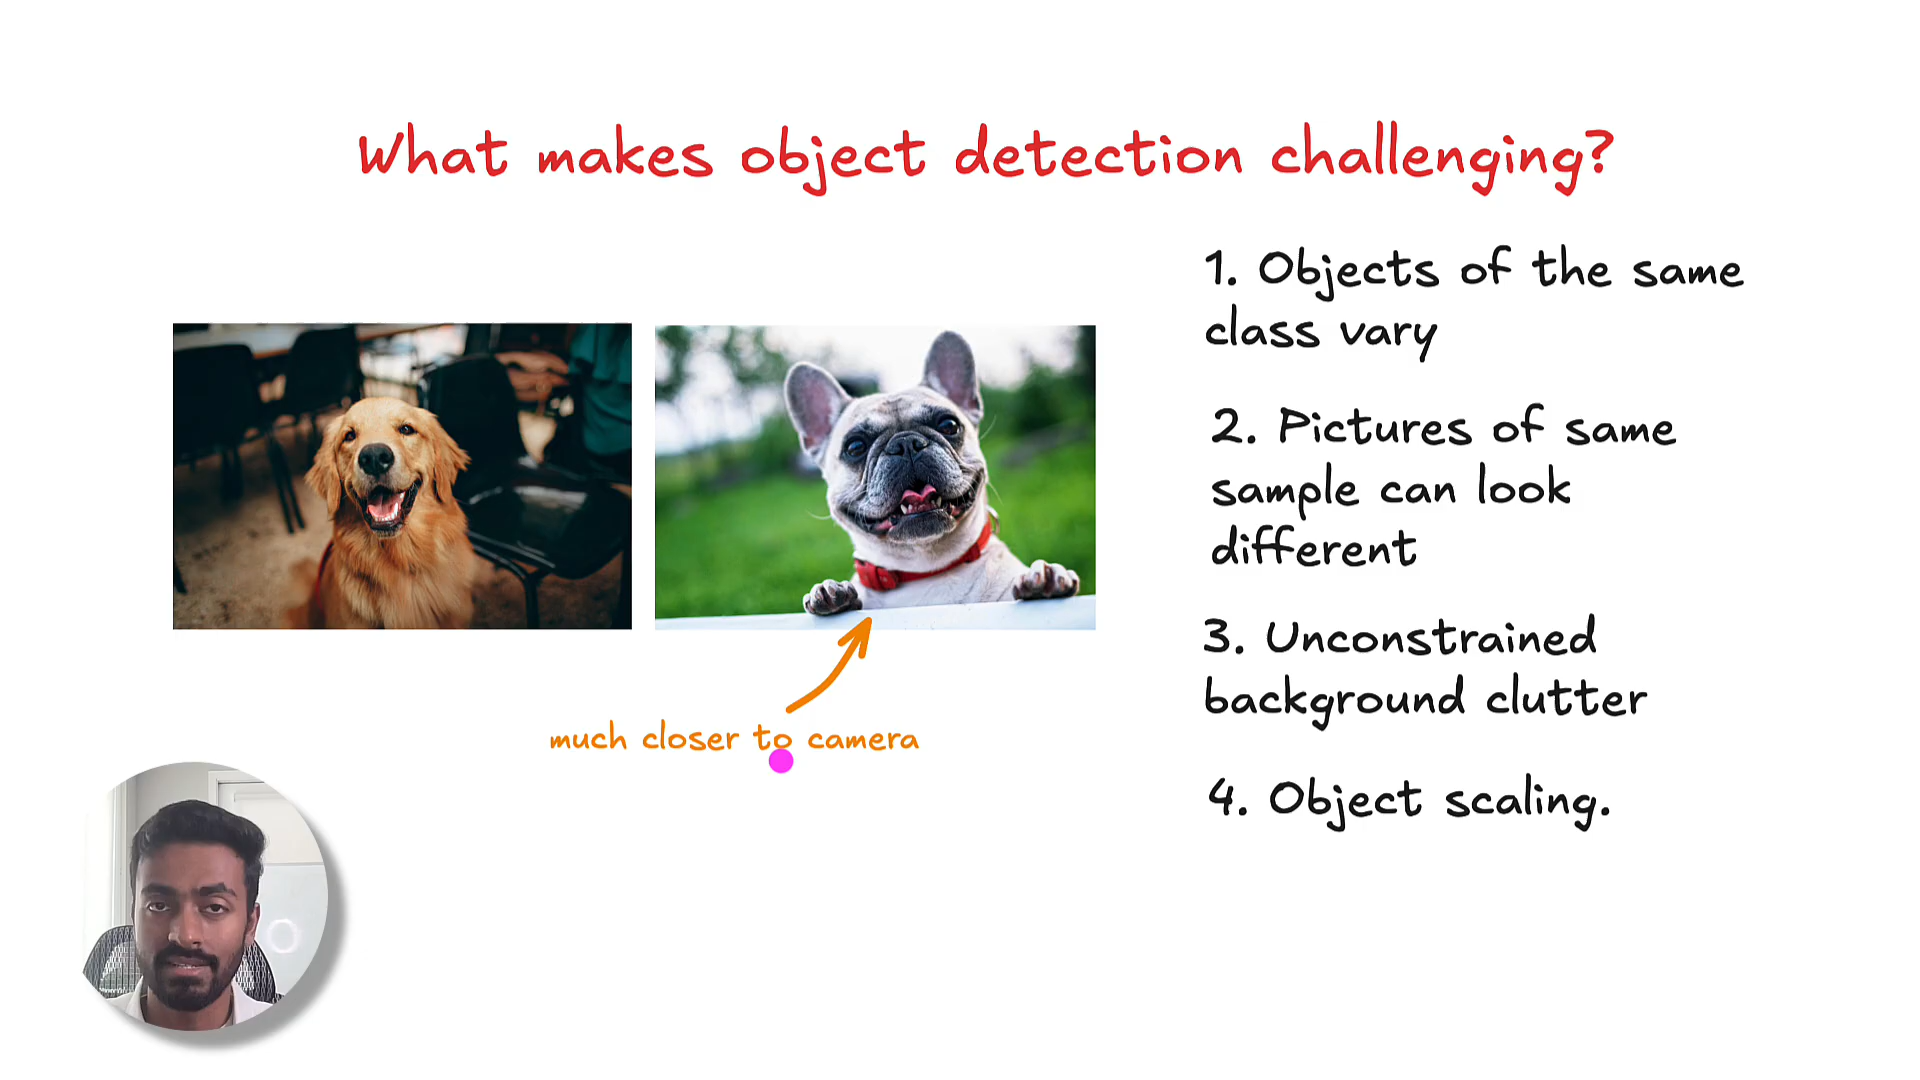 What makes object detection challenging?
1. Objects of the same
class vary
2. Pictures of same
sample can look
different
3. Unconstrained
background clutter
4. Object scaling.
much closer to camera